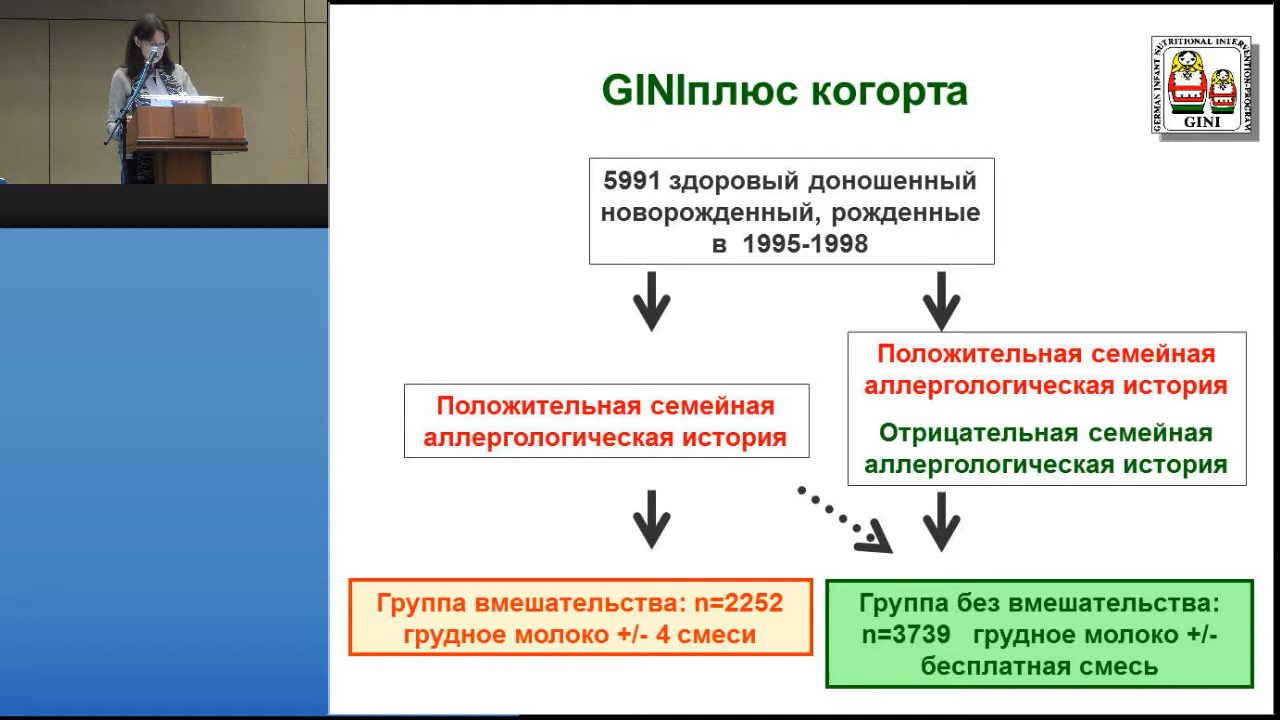 GINIплюс когорта
GERMAN INFANT NUTRITIONAL INTERVENTION-PROGRAM
GINI
5991 здоровый доношенный
новорожденный, рожденные
в 1995-1998
Положительная семейная
аллергологическая история
Положительная семейная
аллергологическая история
Отрицательная семейная
аллергологическая история
Группа вмешательства: n=2252
грудное молоко +/- 4 смеси
Группа без вмешательства:
n=3739 грудное молоко +/-
бесплатная смесь